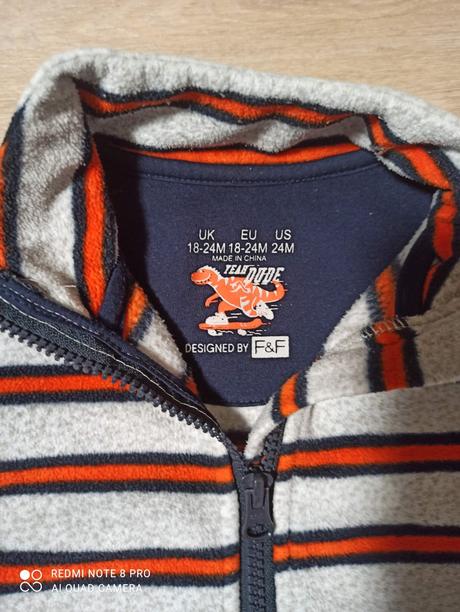 UK EU US
18-24M 18-24M 24M
MADE IN CHINA
YEAH
DUDE
DESIGNED BY F&F
REDMI NOTE 8 PRO
AI QUAD CAMERA